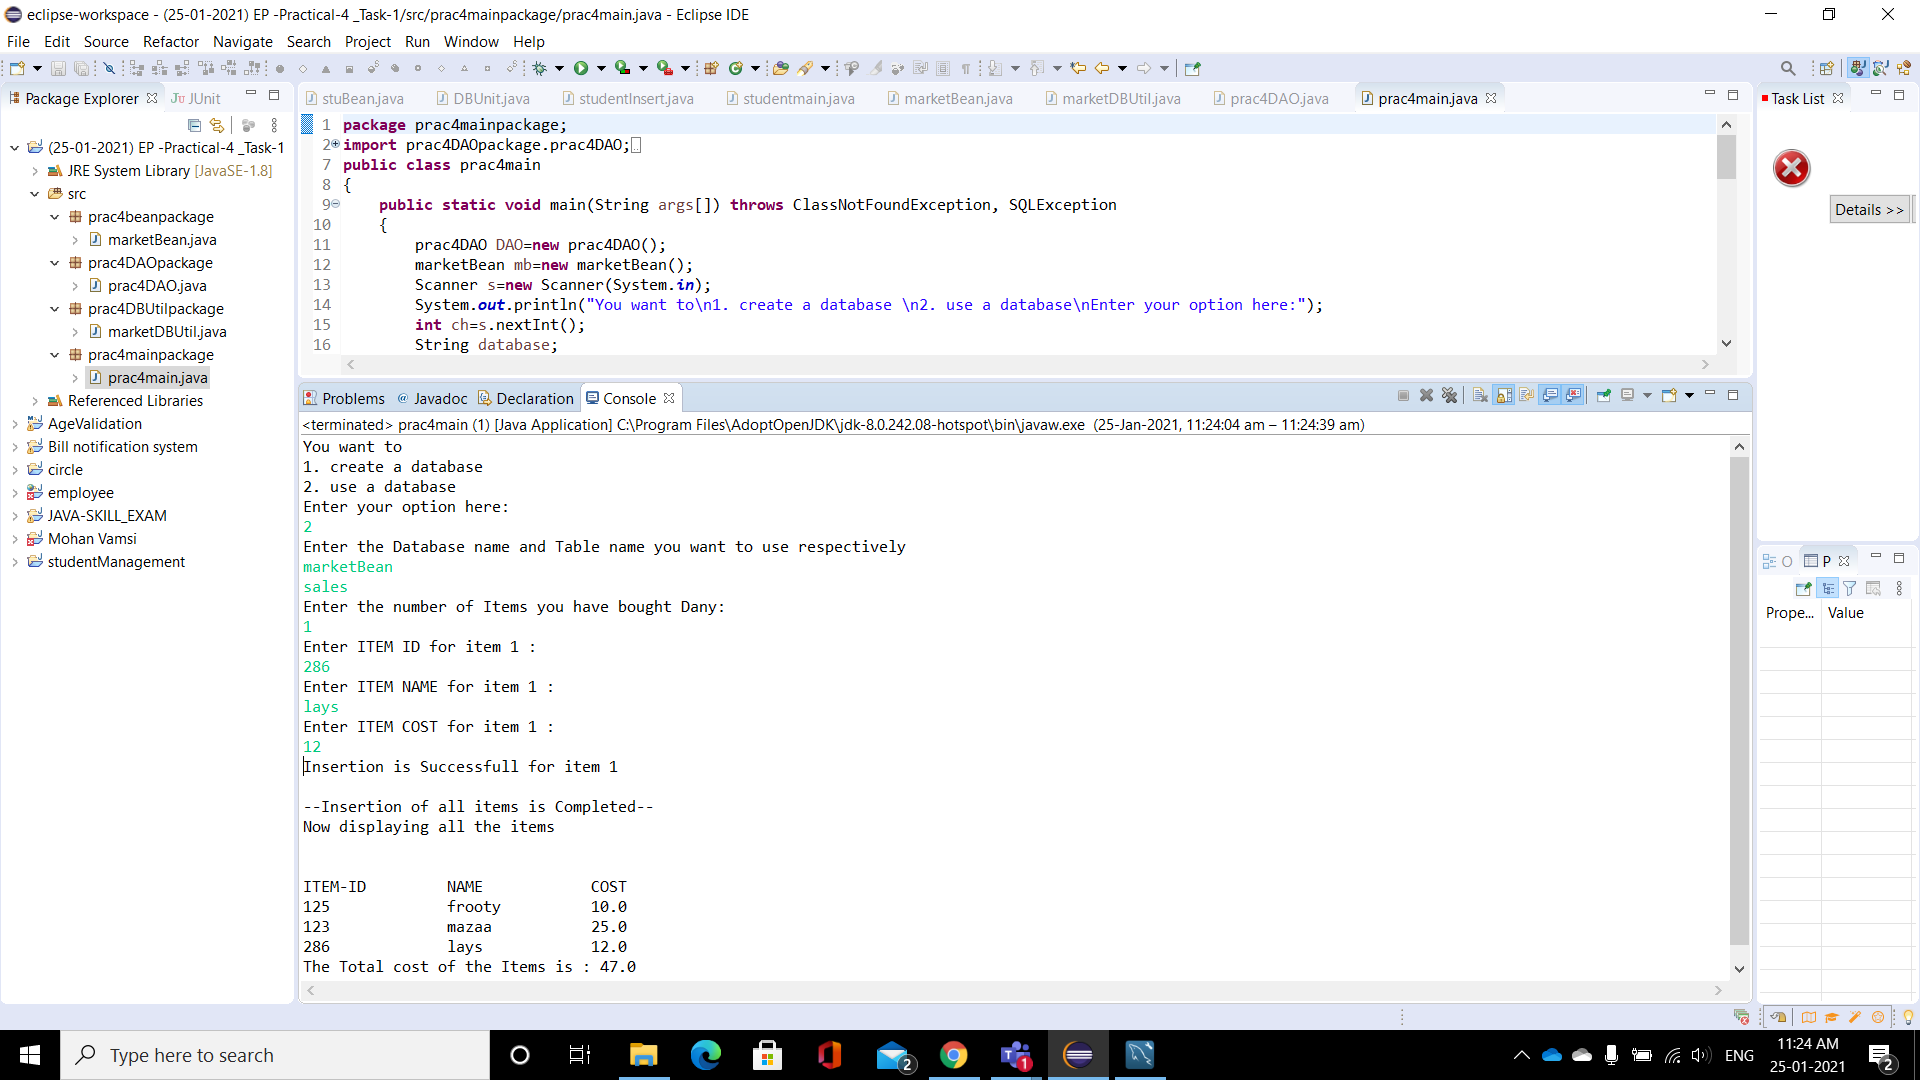 eclipse-workspace - (25-01-2021) EP -Practical-4 _Task-1/src/prac4mainpackage/prac4main.java - Eclipse IDE
File Edit Source Refactor Navigate Search Project Run Window Help
Package Explorer JUnit
stuBean.java DBUnit.java studentInsert.java studentmain.java marketBean.java marketDBUtil.java prac4DAO.java prac4main.java
Task List
(25-01-2021) EP -Practical-4 _Task-1
JRE System Library [JavaSE-1.8]
src
prac4beanpackage
marketBean.java
prac4DAOpackage
prac4DAO.java
prac4DBUtilpackage
marketDBUtil.java
prac4mainpackage
prac4main.java
Referenced Libraries
AgeValidation
Bill notification system
circle
employee
JAVA-SKILL_EXAM
Mohan Vamsi
studentManagement
1 package prac4mainpackage;
2 import prac4DAOpackage.prac4DAO;
7 public class prac4main
8 {
9 public static void main(String args[]) throws ClassNotFoundException, SQLException
10 {
11 prac4DAO DAO=new prac4DAO();
12 marketBean mb=new marketBean();
13 Scanner s=new Scanner(System.in);
14 System.out.println("You want to\n1. create a database \n2. use a database\nEnter your option here:");
15 int ch=s.nextInt();
16 String database;
Details >>
Problems Javadoc Declaration Console
<terminated> prac4main (1) [Java Application] C:\Program Files\AdoptOpenJDK\jdk-8.0.242.08-hotspot\bin\javaw.exe (25-Jan-2021, 11:24:04 am – 11:24:39 am)
You want to
1. create a database
2. use a database
Enter your option here:
2
Enter the Database name and Table name you want to use respectively
marketBean
sales
Enter the number of Items you have bought Dany:
1
Enter ITEM ID for item 1 :
286
Enter ITEM NAME for item 1 :
lays
Enter ITEM COST for item 1 :
12
Insertion is Successfull for item 1
--Insertion of all items is Completed--
Now displaying all the items
ITEM-ID NAME COST
125 frooty 10.0
123 mazaa 25.0
286 lays 12.0
The Total cost of the Items is : 47.0
O P
Prope... Value
Type here to search
2
1
ENG
11:24 AM
25-01-2021
2